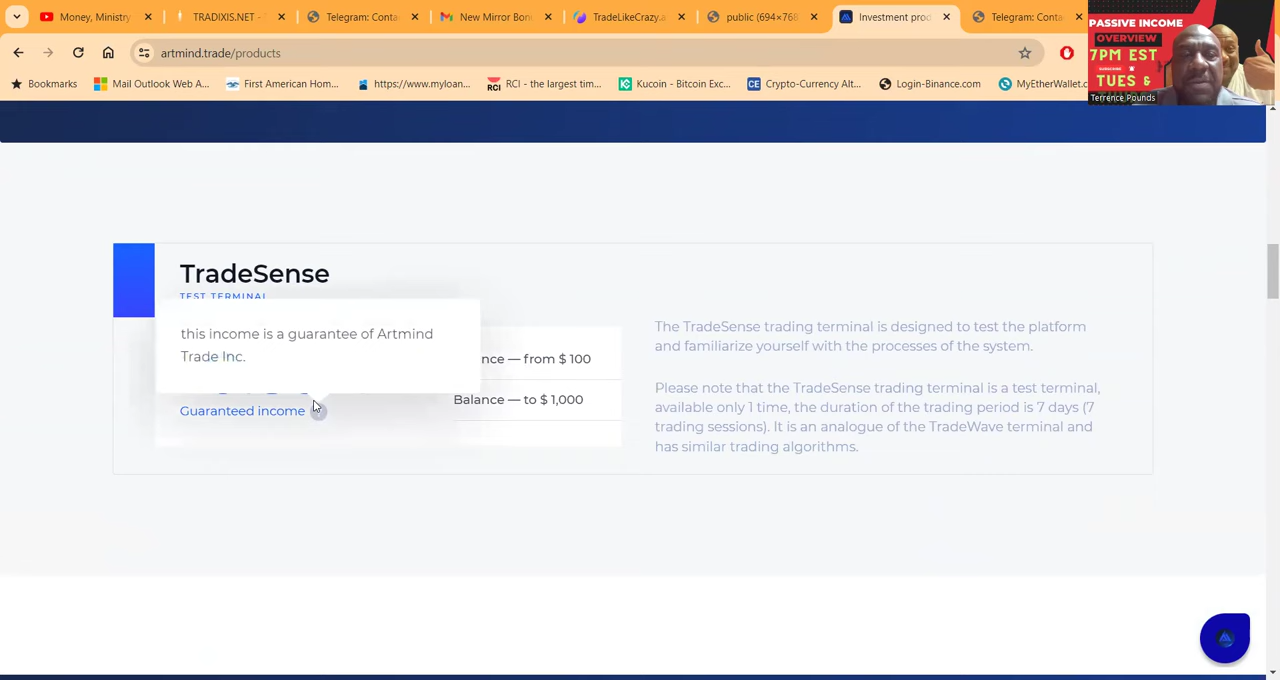 Money, Ministry
TRADIXIS.NET -
Telegram: Conta
New Mirror Bon
TradeLikeCrazy.a
public (694×768
Investment prod
Telegram: Conta
artmind.trade/products
Bookmarks
Mail Outlook Web A...
First American Hom...
https://www.myloan...
RCI
RCI - the largest tim...
Kucoin - Bitcoin Exc...
CE
Crypto-Currency Alt...
Login-Binance.com
MyEtherWallet.c
PASSIVE INCOME
OVERVIEW
7PM EST
TUES &
Terrence Pounds
TradeSense
TEST TERMINAL
this income is a guarantee of Artmind
Trade Inc.
Guaranteed income
nce — from $ 100
Balance — to $ 1,000
The TradeSense trading terminal is designed to test the platform
and familiarize yourself with the processes of the system.
Please note that the TradeSense trading terminal is a test terminal,
available only 1 time, the duration of the trading period is 7 days (7
trading sessions). It is an analogue of the TradeWave terminal and
has similar trading algorithms.